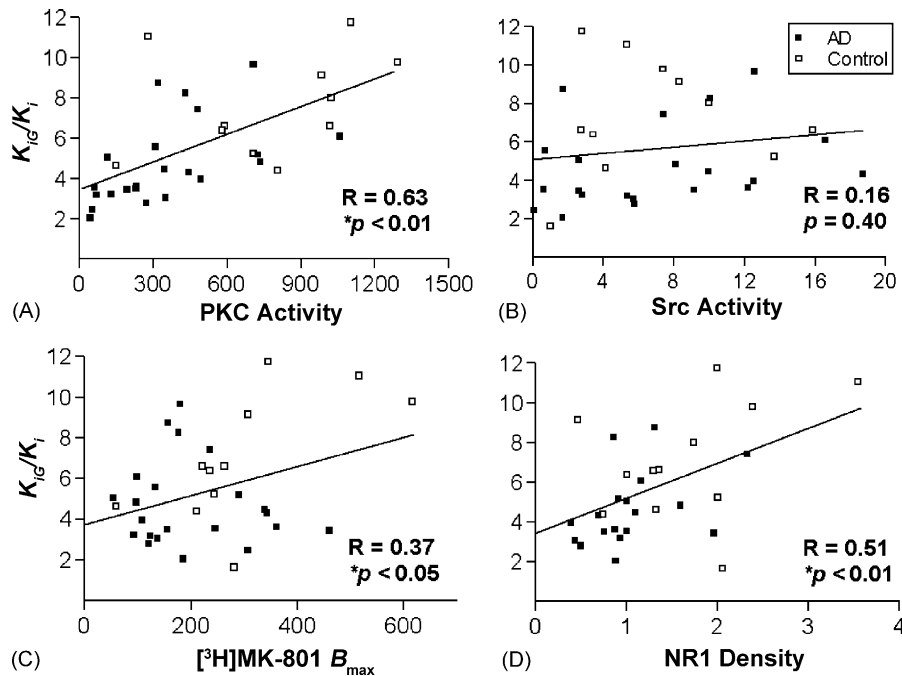 12
10
8
6
4
2
K_iG/K_i
R = 0.63
*p < 0.01
0 300 600 900 1200 1500
(A) PKC Activity
12
10
8
6
4
2
AD
Control
R = 0.16
p = 0.40
0 4 8 12 16 20
(B) Src Activity
12
10
8
6
4
2
K_iG/K_i
R = 0.37
*p < 0.05
0 200 400 600
(C) [³H]MK-801 B_max
12
10
8
6
4
2
R = 0.51
*p < 0.01
0 1 2 3 4
(D) NR1 Density